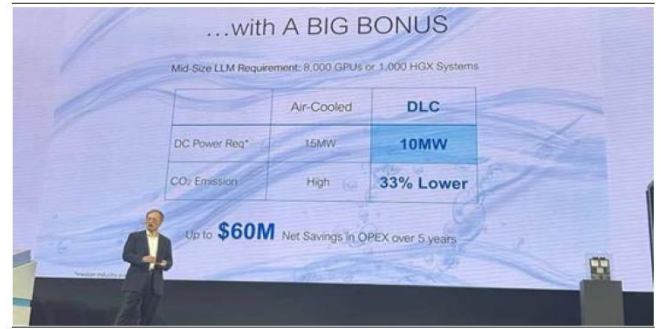 ...with A BIG BONUS
Mid-Size LLM Requirement: 8,000 GPUs or 1,000 HGX Systems
Air-Cooled DLC
DC Power Req* 15MW 10MW
CO₂ Emission High 33% Lower
Up to $60M Net Savings in OPEX over 5 years